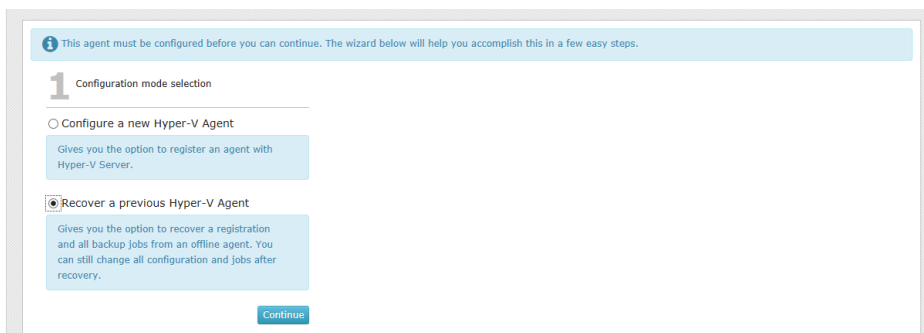 This agent must be configured before you can continue. The wizard below will help you accomplish this in a few easy steps.
1 Configuration mode selection
Configure a new Hyper-V Agent
Gives you the option to register an agent with
Hyper-V Server.
Recover a previous Hyper-V Agent
Gives you the option to recover a registration
and all backup jobs from an offline agent. You
can still change all configuration and jobs after
recovery.
Continue